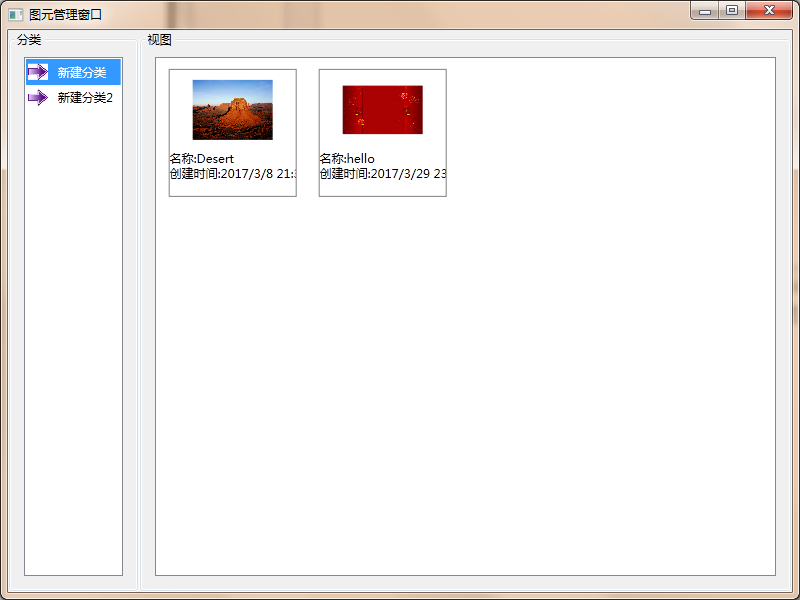 图元管理窗口
分类
视图
新建分类
新建分类2
名称:Desert
创建时间:2017/3/8 21:
名称:hello
创建时间:2017/3/29 23